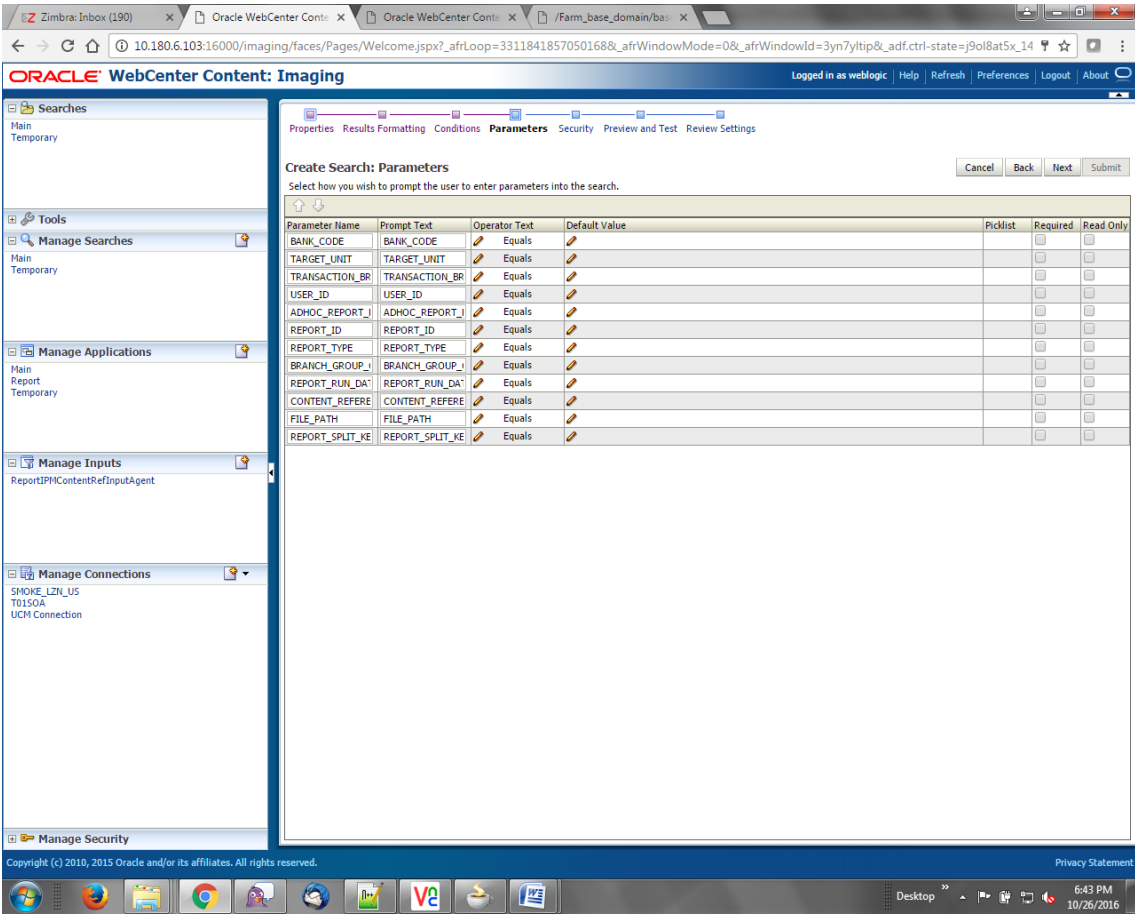 Zimbra: Inbox (190)
Oracle WebCenter Conte
Oracle WebCenter Conte
/Farm_base_domain/bas
10.180.6.103:16000/imaging/faces/Pages/Welcome.jspx?_afrLoop=3311841857050168&_afrWindowMode=0&_afrWindowId=3yn7yltip&_adf.ctrl-state=j9ol8at5x_14
ORACLE WebCenter Content: Imaging
Logged in as weblogic Help Refresh Preferences Logout About
Searches
Main
Temporary
Tools
Manage Searches
Main
Temporary
Manage Applications
Main
Report
Temporary
Manage Inputs
ReportIPMContentRefInputAgent
Manage Connections
SMOKE_LZN_US
T01SOA
UCM Connection
Manage Security
Properties Results Formatting Conditions Parameters Security Preview and Test Review Settings
Create Search: Parameters
Cancel Back Next Submit
Select how you wish to prompt the user to enter parameters into the search.
Parameter Name Prompt Text Operator Text Default Value Picklist Required Read Only
BANK_CODE BANK_CODE Equals
TARGET_UNIT TARGET_UNIT Equals
TRANSACTION_BR TRANSACTION_BR Equals
USER_ID USER_ID Equals
ADHOC_REPORT_I ADHOC_REPORT_I Equals
REPORT_ID REPORT_ID Equals
REPORT_TYPE REPORT_TYPE Equals
BRANCH_GROUP_ BRANCH_GROUP_ Equals
REPORT_RUN_DAT REPORT_RUN_DAT Equals
CONTENT_REFERE CONTENT_REFERE Equals
FILE_PATH FILE_PATH Equals
REPORT_SPLIT_KE REPORT_SPLIT_KE Equals
Copyright (c) 2010, 2015 Oracle and/or its affiliates. All rights reserved.
Privacy Statement
Desktop
6:43 PM
10/26/2016